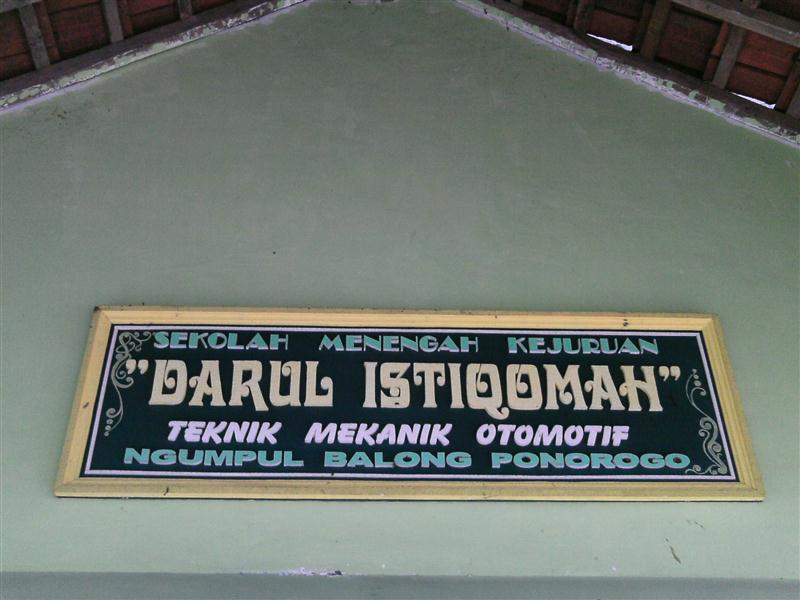 SEKOLAH MENENGAH KEJURUAN
"DARUL ISTIQOMAH"
TEKNIK MEKANIK OTOMOTIF
NGUMPUL BALONG PONOROGO